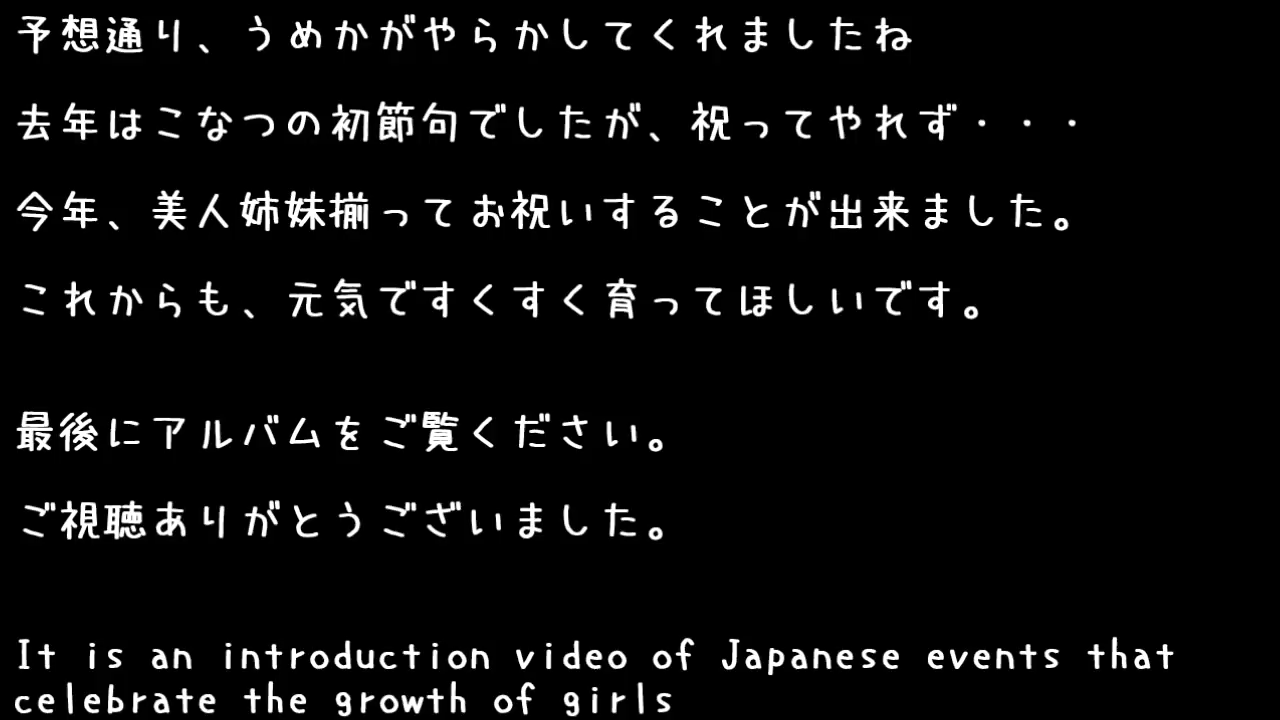 予想通り、うめかがやらかしてくれましたね
去年はこなつの初節句でしたが、祝ってやれず・・・
今年、美人姉妹揃ってお祝いすることが出来ました。
これからも、元気ですくすく育ってほしいです。
最後にアルバムをご覧ください。
ご視聴ありがとうございました。
It is an introduction video of Japanese events that
celebrate the growth of girls